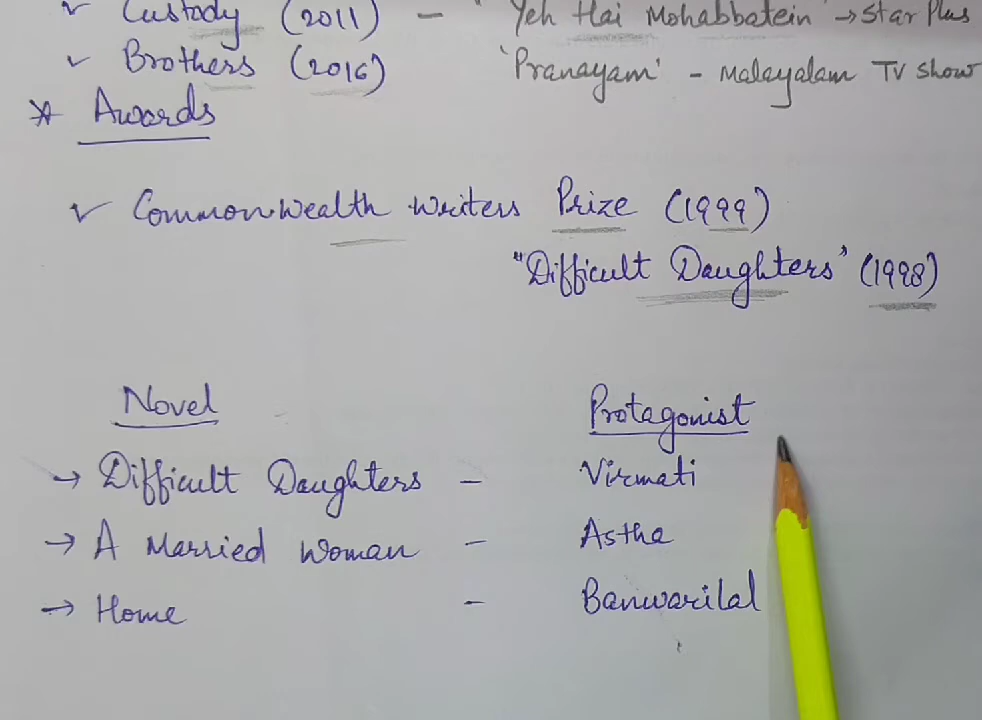 Custody (2011) - 'Yeh Hai Mohabbatein' → Star Plus
Brothers (2016) 'Pranayam' - Malayalam TV show
Awards
Commonwealth Writers Prize (1999)
"Difficult Daughters" (1998)
Novel Protagonist
→ Difficult Daughters - Virmati
→ A Married Woman - Astha
→ Home - Banwarilal